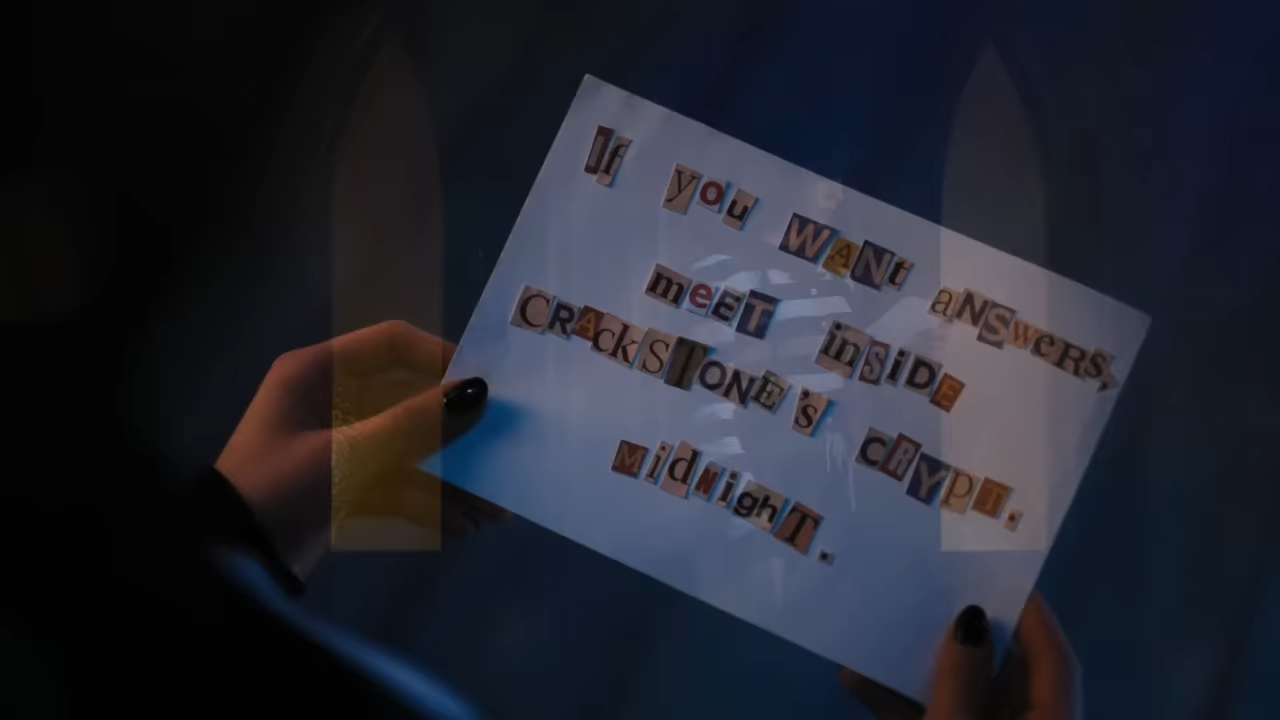 If you WANt aNSweRS,
meET inSiDE
CRAckSTONE's CRYpT.
MidNighT.